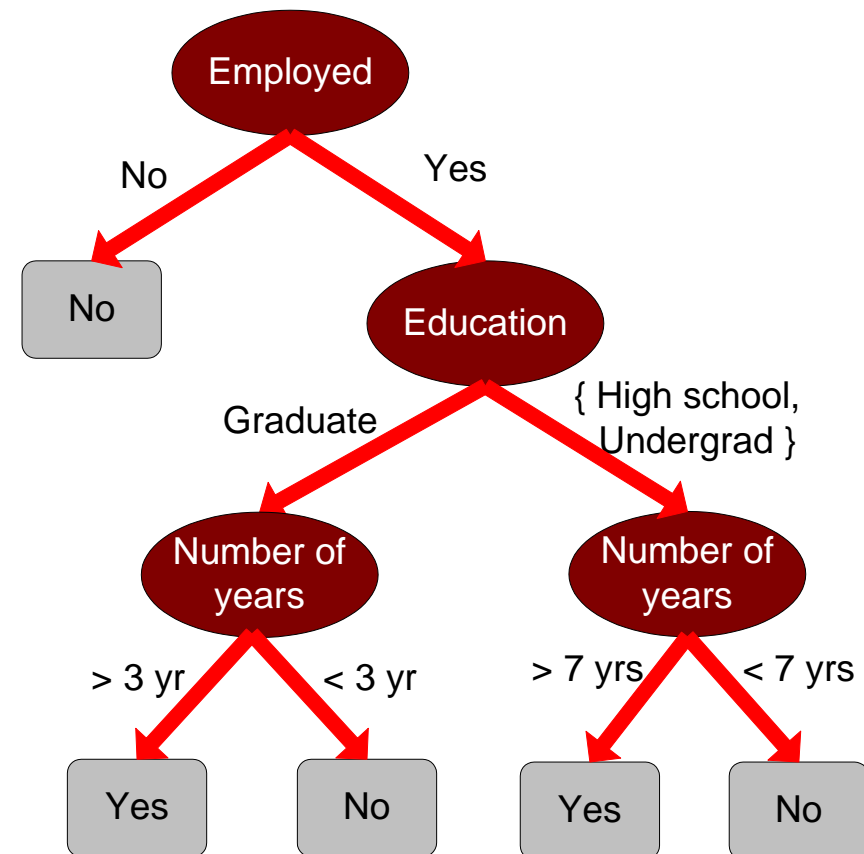 Employed
No
Yes
No
Education
Graduate
{ High school,
Undergrad }
Number of
years
Number of
years
> 3 yr
< 3 yr
> 7 yrs
< 7 yrs
Yes
No
Yes
No